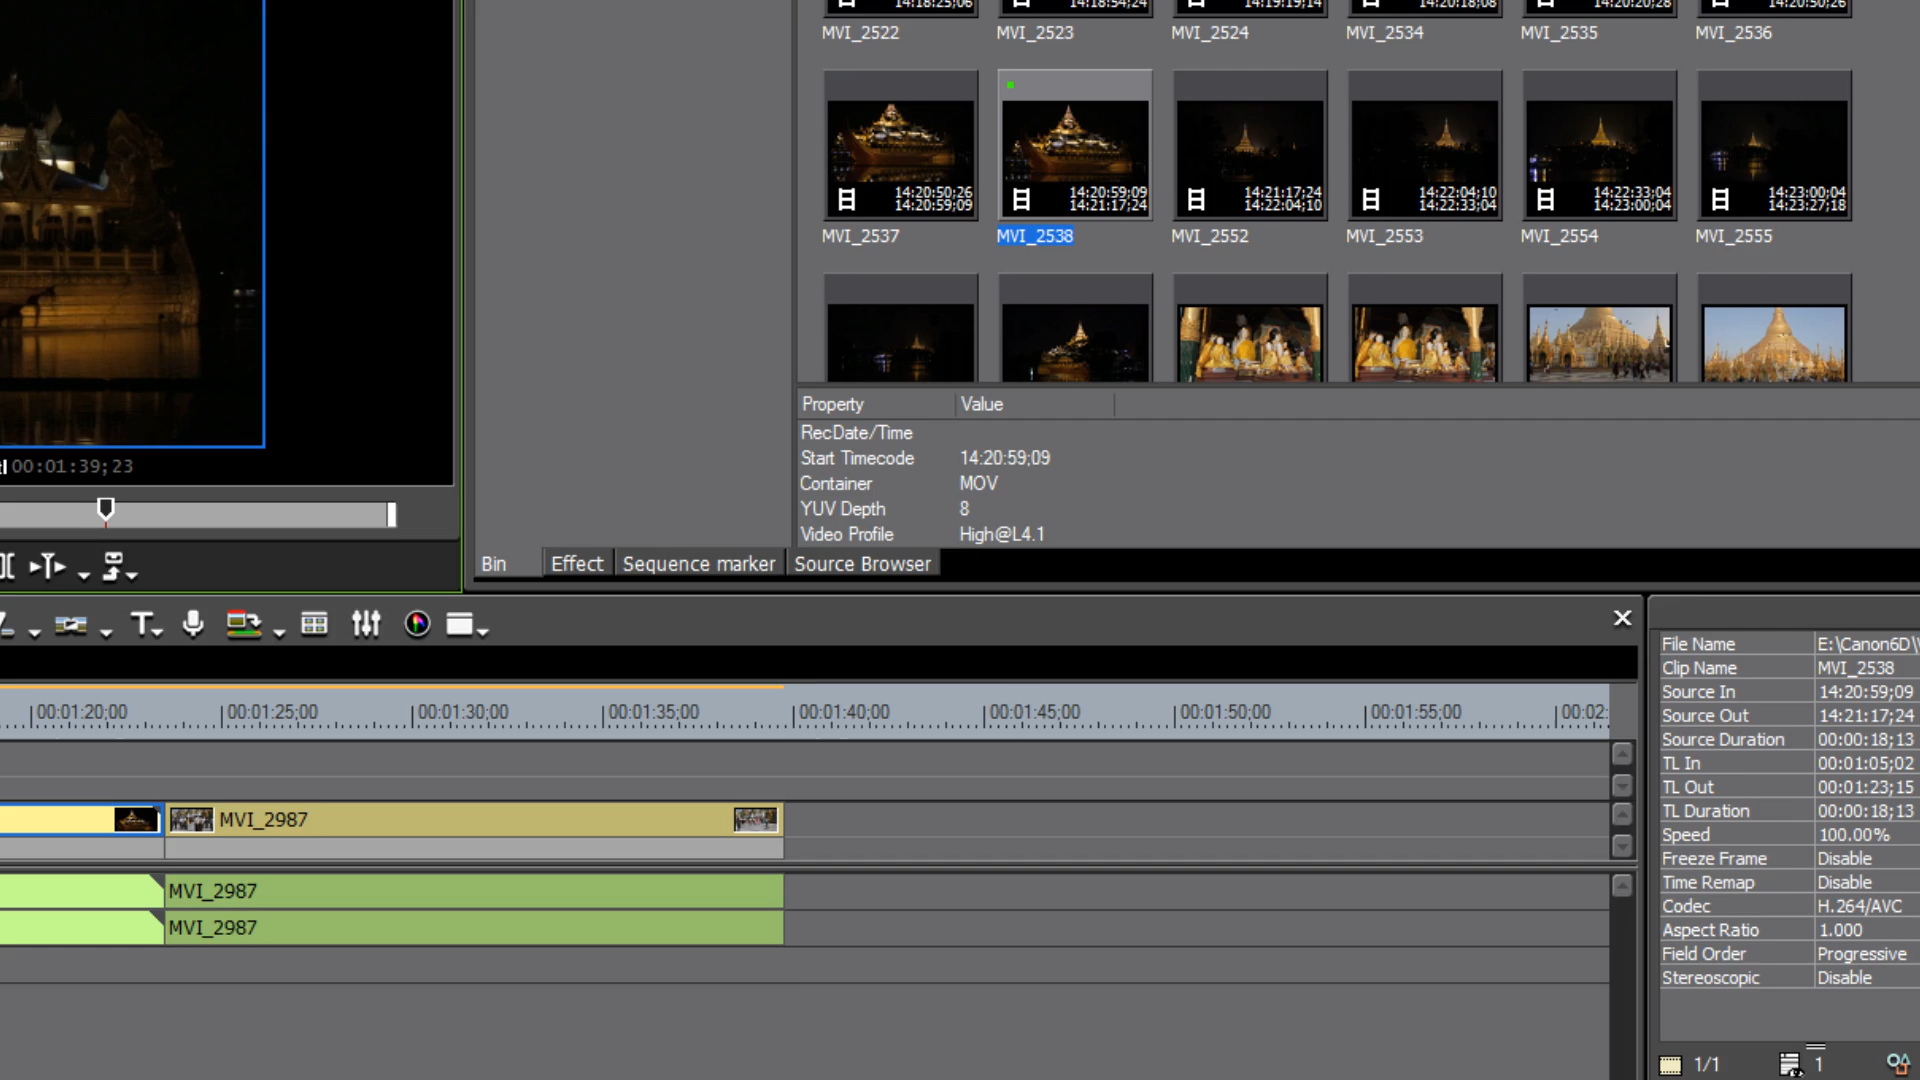 14:18:25;06
14:18:54;24
14:19:19;14
14:20:18;08
14:20:20;28
14:20:50;26
MVI_2522
MVI_2523
MVI_2524
MVI_2534
MVI_2535
MVI_2536
14:20:50;26
14:20:59;09
14:20:59;09
14:21:17;24
14:21:17;24
14:22:04;10
14:22:04;10
14:22:33;04
14:22:33;04
14:23:00;04
14:23:00;04
14:23:27;18
MVI_2537
MVI_2538
MVI_2552
MVI_2553
MVI_2554
MVI_2555
Property Value
RecDate/Time
Start Timecode 14:20:59;09
Container MOV
YUV Depth 8
Video Profile High@L4.1
00:01:39;23
Bin Effect Sequence marker Source Browser
00:01:20;00 00:01:25;00 00:01:30;00 00:01:35;00 00:01:40;00 00:01:45;00 00:01:50;00 00:01:55;00 00:02:
MVI_2987
MVI_2987
MVI_2987
File Name E:\Canon6D\
Clip Name MVI_2538
Source In 14:20:59;09
Source Out 14:21:17;24
Source Duration 00:00:18;13
TL In 00:01:05;02
TL Out 00:01:23;15
TL Duration 00:00:18;13
Speed 100.00%
Freeze Frame Disable
Time Remap Disable
Codec H.264/AVC
Aspect Ratio 1.000
Field Order Progressive
Stereoscopic Disable
1/1 1